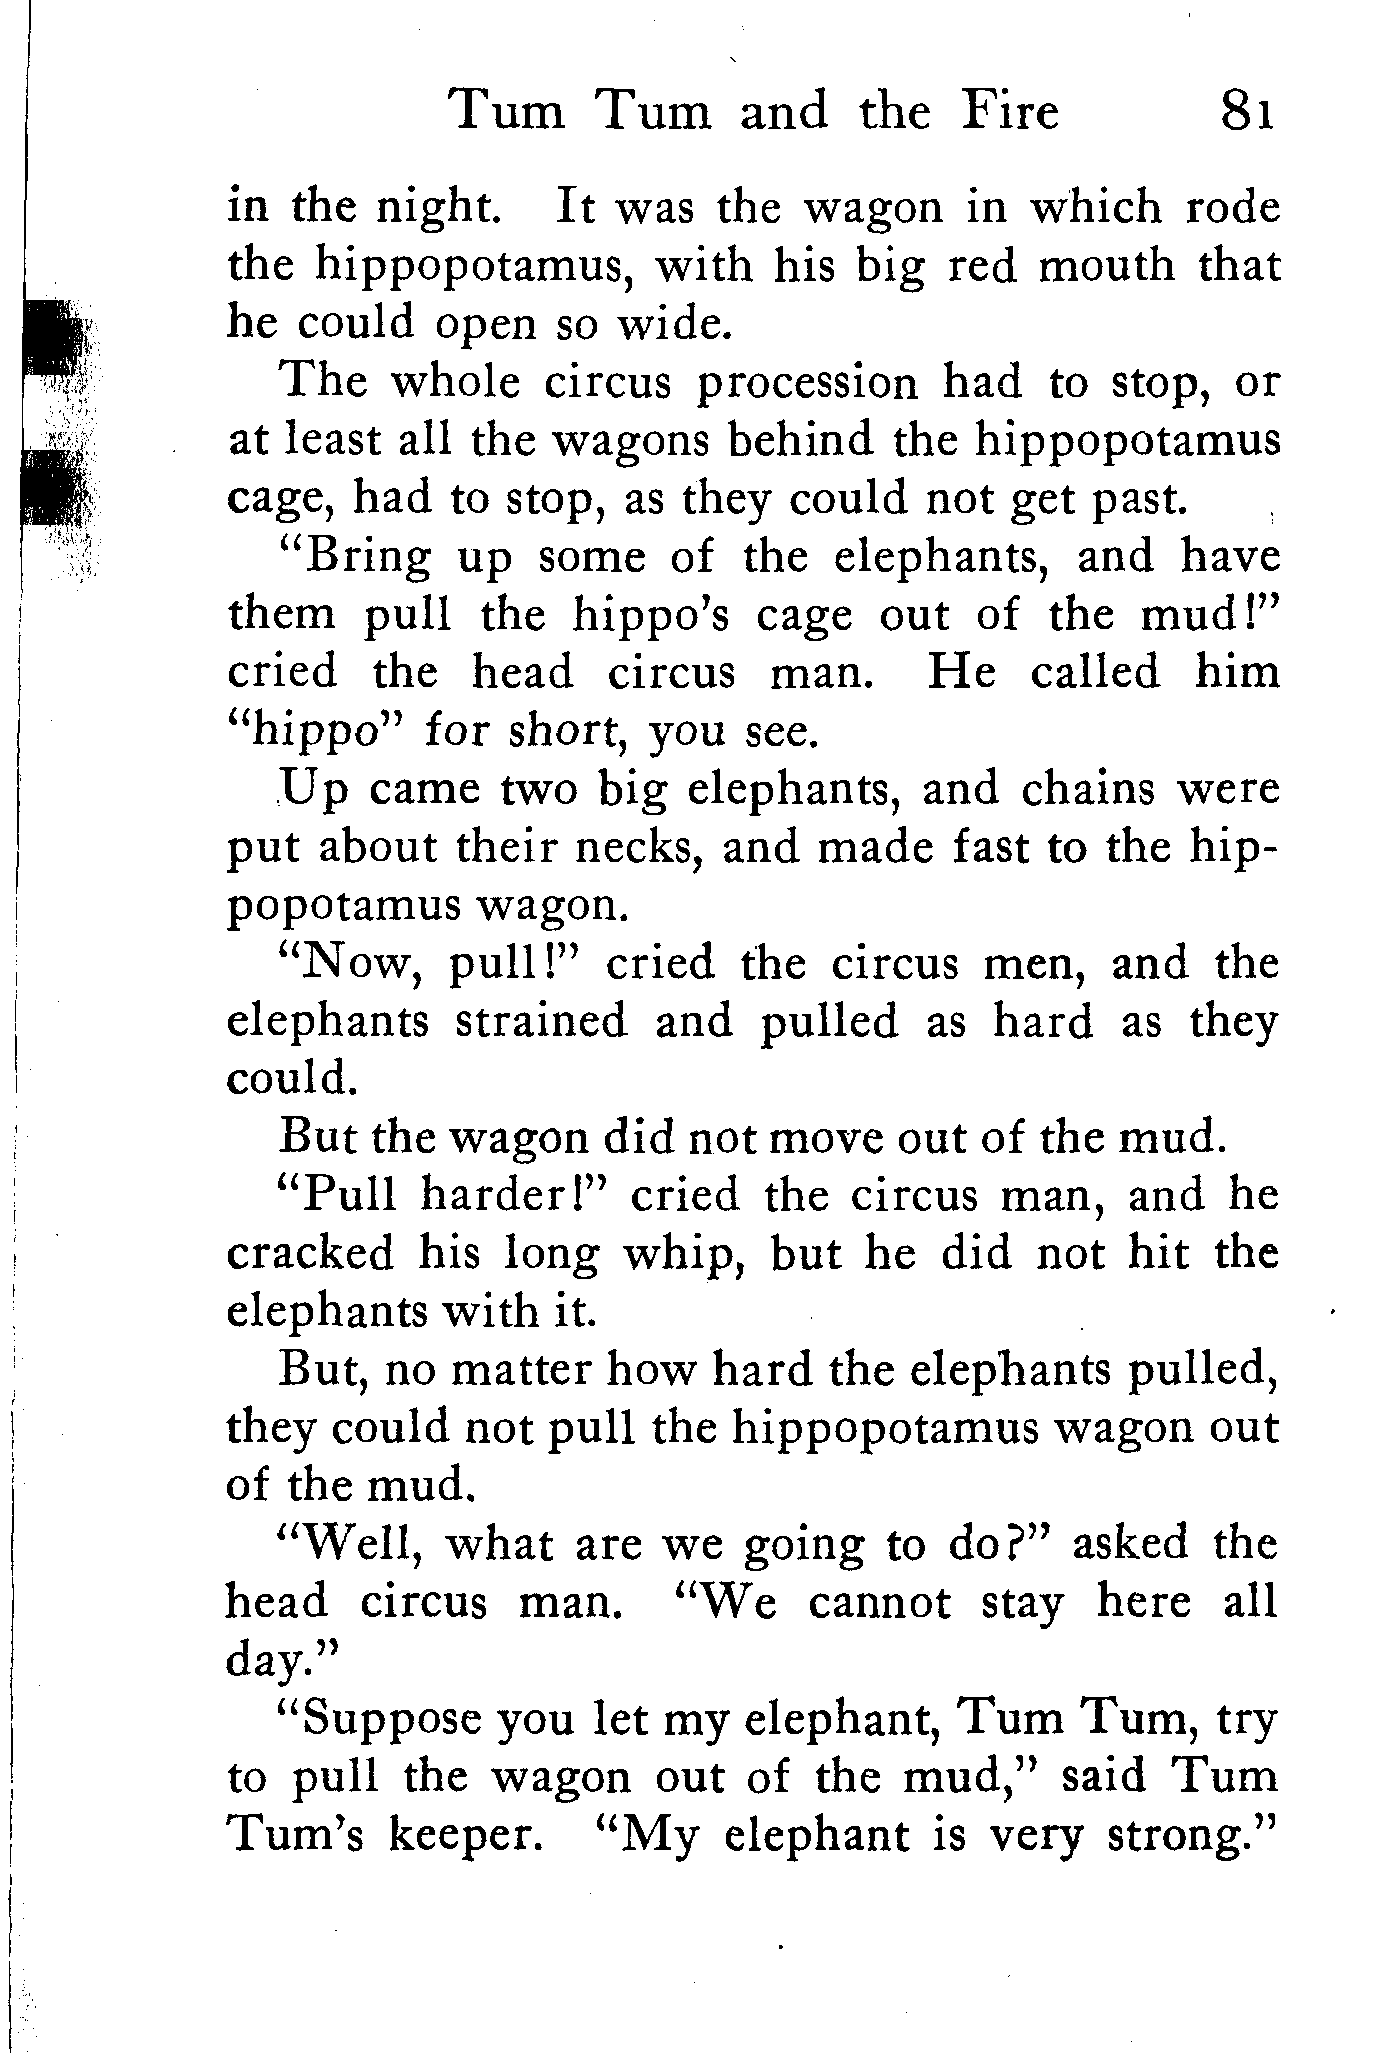 Tum Tum and the Fire 81
in the night. It was the wagon in which rode
the hippopotamus, with his big red mouth that
he could open so wide.
The whole circus procession had to stop, or
at least all the wagons behind the hippopotamus
cage, had to stop, as they could not get past.
“Bring up some of the elephants, and have
them pull the hippo’s cage out of the mud!”
cried the head circus man. He called him
“hippo” for short, you see.
Up came two big elephants, and chains were
put about their necks, and made fast to the hip-
popotamus wagon.
“Now, pull!” cried the circus men, and the
elephants strained and pulled as hard as they
could.
But the wagon did not move out of the mud.
“Pull harder!” cried the circus man, and he
cracked his long whip, but he did not hit the
elephants with it.
But, no matter how hard the elephants pulled,
they could not pull the hippopotamus wagon out
of the mud.
“Well, what are we going to do?” asked the
head circus man. “We cannot stay here all
day.”
“Suppose you let my elephant, Tum Tum, try
to pull the wagon out of the mud,” said Tum
Tum’s keeper. “My elephant is very strong.”